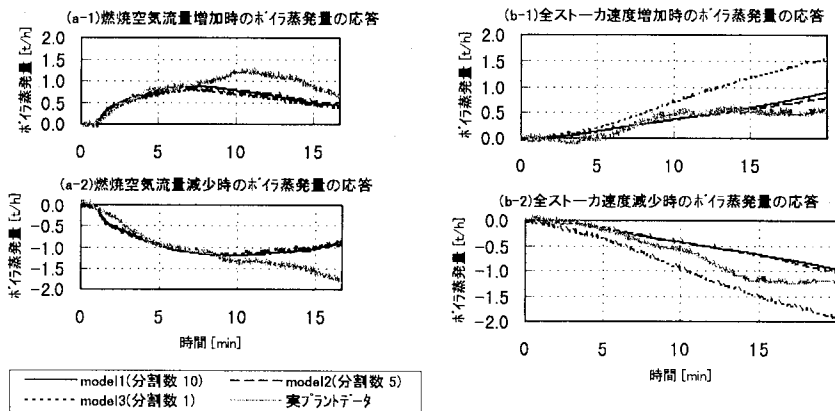 (a-1)燃焼空気流量増加時のボイラ蒸発量の応答
ボイラ蒸発量 [t/h]
2.0
1.5
1.0
0.5
0.0
0 5 10 15
(a-2)燃焼空気流量減少時のボイラ蒸発量の応答
ボイラ蒸発量 [t/h]
0.0
-0.5
-1.0
-1.5
-2.0
0 5 10 15
時間 [min]
(b-1)全ストーカ速度増加時のボイラ蒸発量の応答
ボイラ蒸発量 [t/h]
2.0
1.5
1.0
0.5
0.0
0 5 10 15
(b-2)全ストーカ速度減少時のボイラ蒸発量の応答
ボイラ蒸発量 [t/h]
0.0
-0.5
-1.0
-1.5
-2.0
0 5 10 15
時間 [min]
model1(分割数 10) model2(分割数 5)
model3(分割数 1) 実プラントデータ